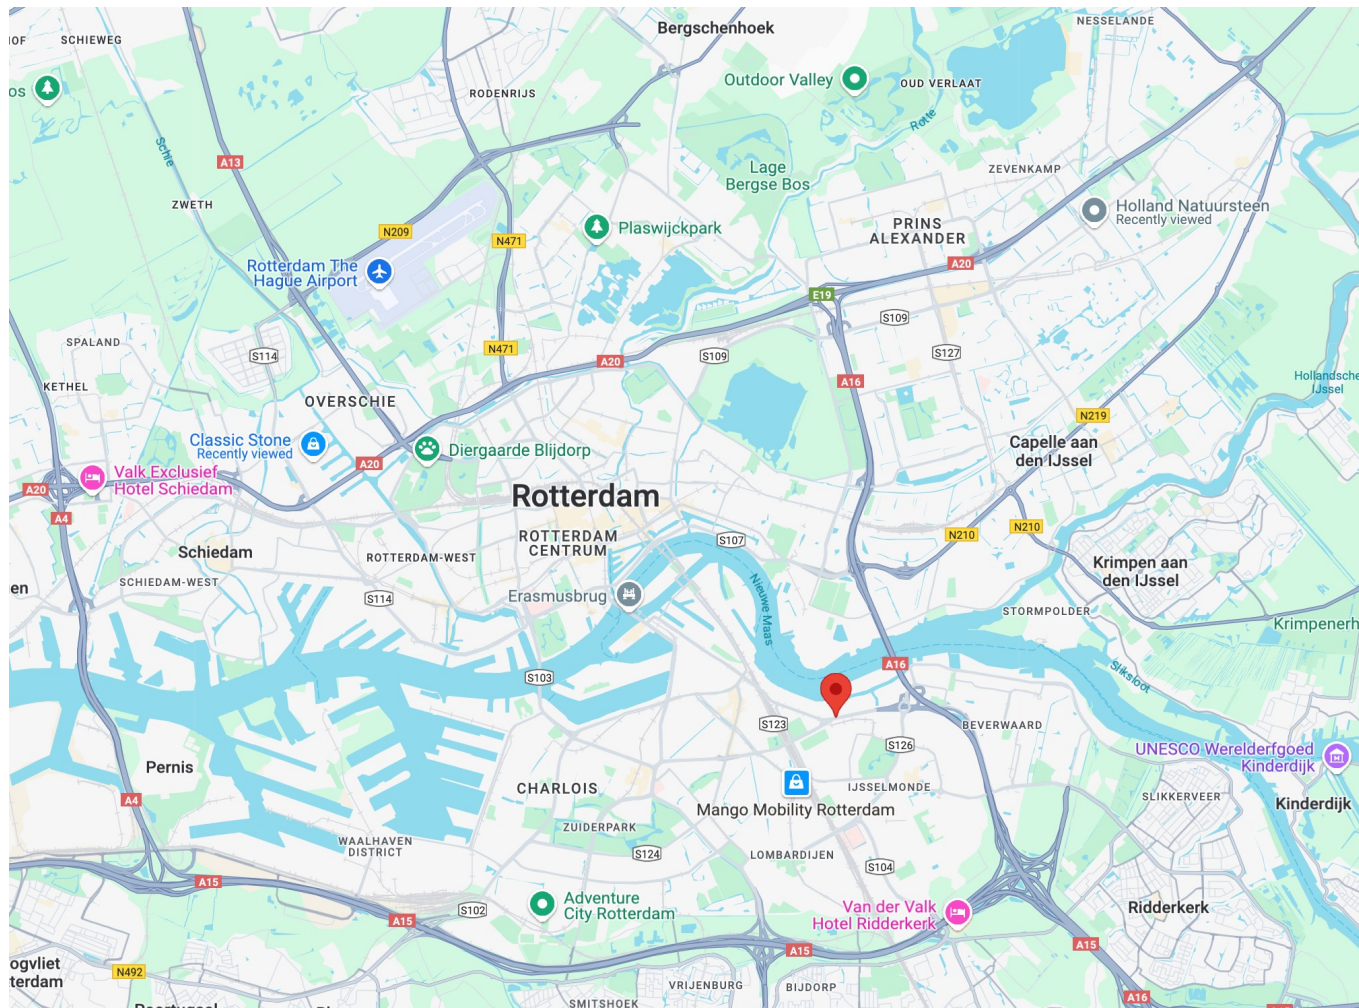 Bergschenhoek
NESSELANDE
OF
SCHIEWEG
Outdoor Valley
OUD VERLAAT
os
RODENRIJS
Rotte
Schie
A13
Lage
Bergse Bos
ZEVENKAMP
ZWETH
Holland Natuursteen
Recently viewed
N209
Plaswijckpark
PRINS
ALEXANDER
N471
Rotterdam The
Hague Airport
A20
E19
S109
SPALAND
S114
N471
A20
S109
S127
KETHEL
A16
Hollandsche
IJssel
OVERSCHIE
N219
Classic Stone
Recently viewed
Diergaarde Blijdorp
Capelle aan
den IJssel
A20
Valk Exclusief
Hotel Schiedam
A20
Rotterdam
A4
ROTTERDAM
CENTRUM
S107
N210
N210
Schiedam
ROTTERDAM-WEST
Krimpen aan
den IJssel
en
SCHIEDAM-WEST
S114
Erasmusbrug
Nieuwe Maas
STORMPOLDER
Krimpenerh
S103
A16
Sliksloot
S123
BEVERWAARD
S126
UNESCO Werelderfgoed
Kinderdijk
Pernis
CHARLOIS
IJSSELMONDE
SLIKKERVEER
Kinderdijk
A4
Mango Mobility Rotterdam
ZUIDERPARK
WAALHAVEN
DISTRICT
S124
LOMBARDIJEN
S104
A15
Adventure
City Rotterdam
Van der Valk
Hotel Ridderkerk
Ridderkerk
S102
A15
A15
A15
ogvliet
tterdam
N492
VRIJENBURG
BIJDORP
A16
SMITSHOEK